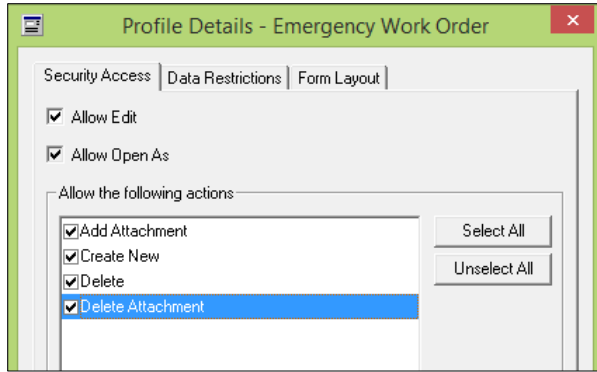 Profile Details - Emergency Work Order
Security Access Data Restrictions Form Layout
Allow Edit
Allow Open As
Allow the following actions
Add Attachment
Select All
Create New
Unselect All
Delete
Delete Attachment